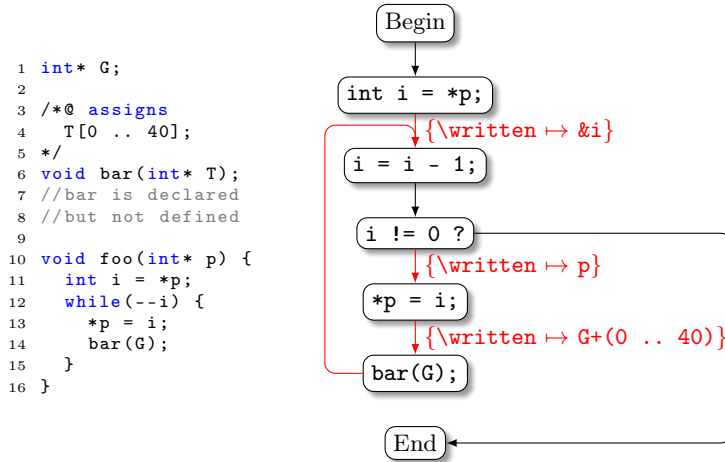 1 int* G;
2
3 /*@ assigns
4 T[0 .. 40];
5 */
6 void bar(int* T);
7 //bar is declared
8 //but not defined
9
10 void foo(int* p) {
11 int i = *p;
12 while(--i) {
13 *p = i;
14 bar(G);
15 }
16 }
Begin
int i = *p;
{\written ↦ &i}
i = i - 1;
i != 0 ?
{\written ↦ p}
*p = i;
{\written ↦ G+(0 .. 40)}
bar(G);
End